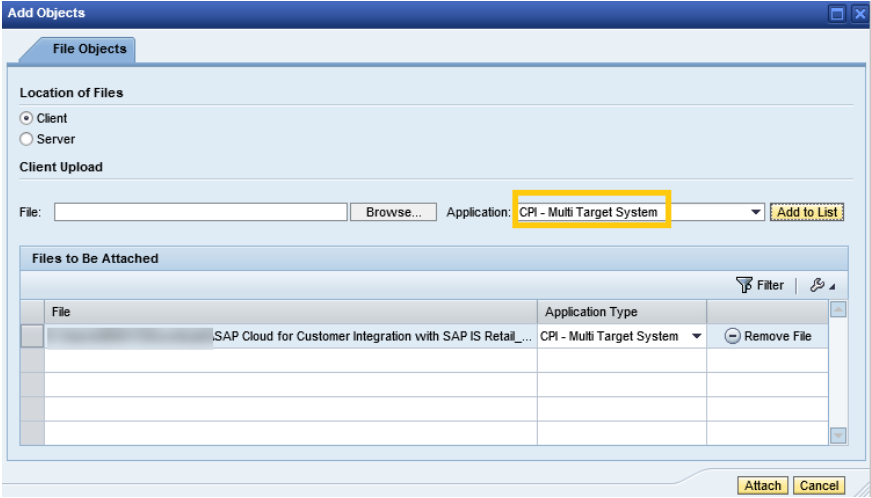 Add Objects
File Objects
Location of Files
Client
Server
Client Upload
File: Browse... Application: CPI - Multi Target System Add to List
Files to Be Attached
Filter
File Application Type
\SAP Cloud for Customer Integration with SAP IS Retail_... CPI - Multi Target System Remove File
Attach Cancel